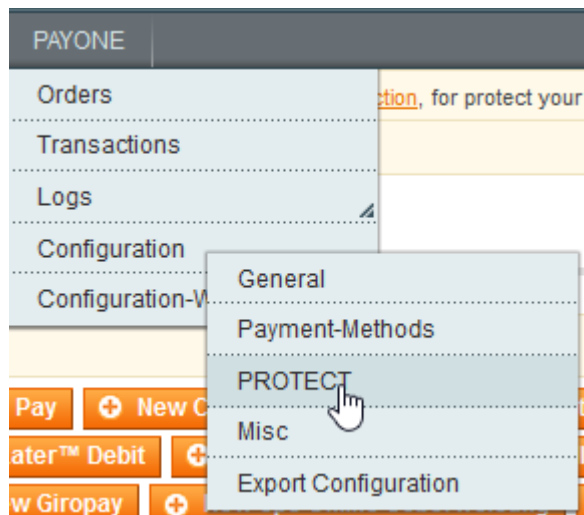 PAYONE
Orders
ction, for protect your
Transactions
Logs
Configuration
Configuration-W
General
Payment-Methods
PROTECT
Misc
Export Configuration
Pay New C
ater™ Debit
w Giropay